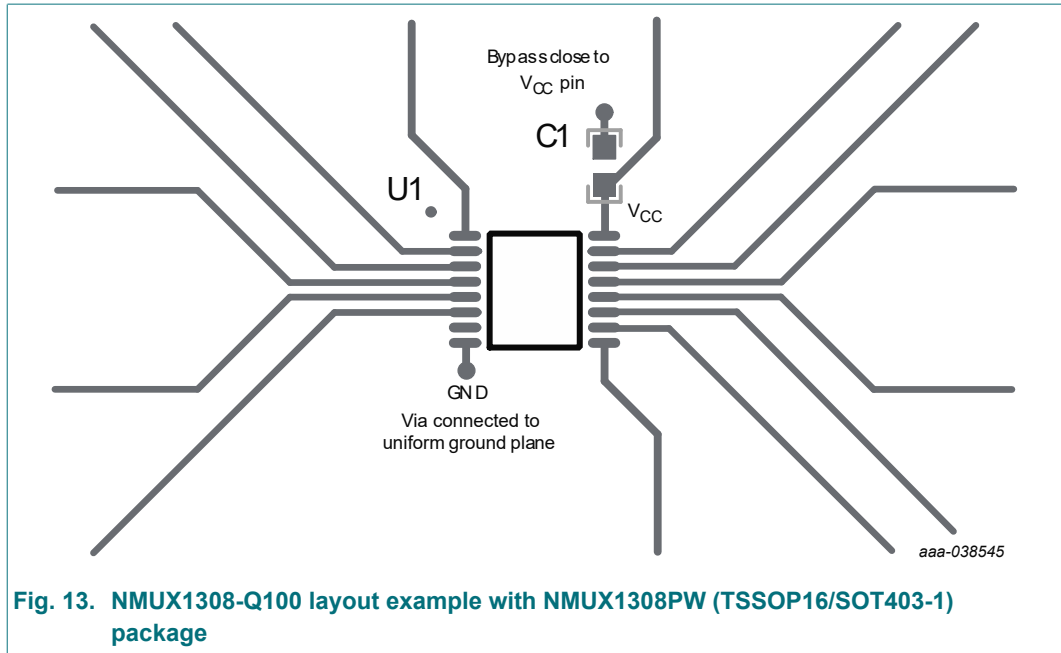 Bypass close to
VCC pin
C1
U1
VCC
GND
Via connected to
uniform ground plane
aaa-038545
Fig. 13. NMUX1308-Q100 layout example with NMUX1308PW (TSSOP16/SOT403-1)
package